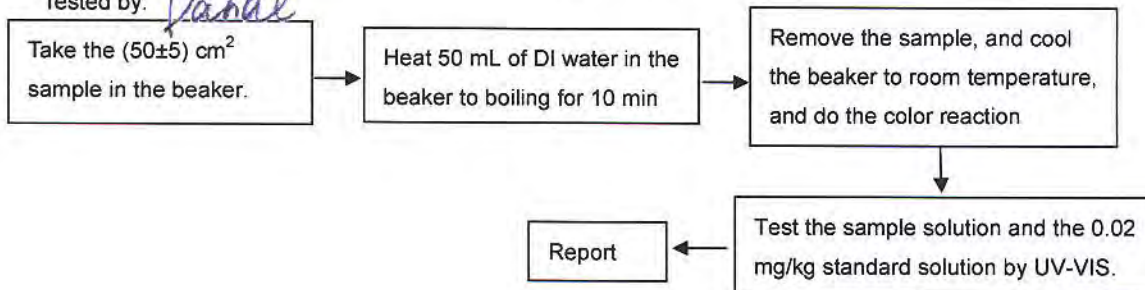 Tested by:
Take the (50±5) cm²
sample in the beaker.
Heat 50 mL of DI water in the
beaker to boiling for 10 min
Remove the sample, and cool
the beaker to room temperature,
and do the color reaction
Test the sample solution and the 0.02
mg/kg standard solution by UV-VIS.
Report